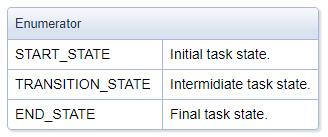 Enumerator
START_STATE Initial task state.
TRANSITION_STATE Intermidiate task state.
END_STATE Final task state.